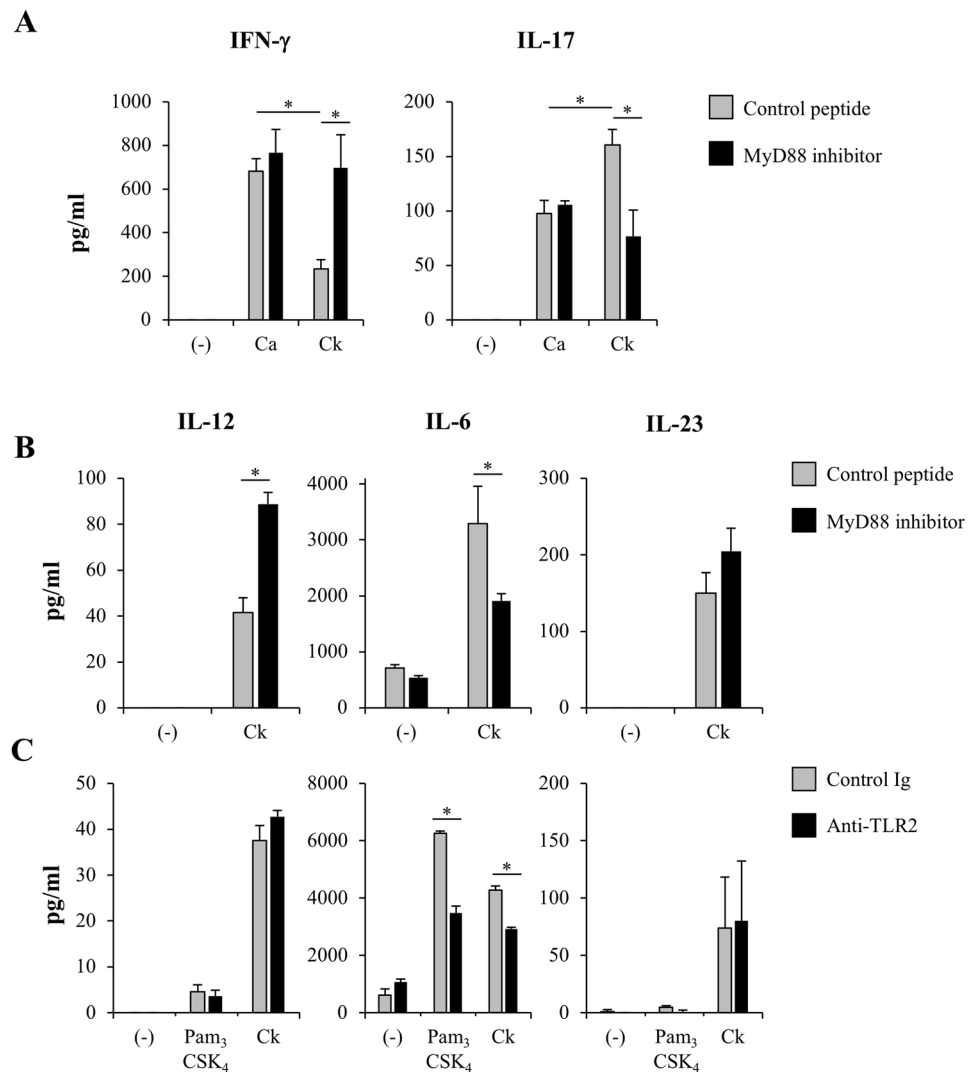 A
IFN-γ
IL-17
1000
800
600
400
200
0
pg/ml
*
*
(-)
Ca
Ck
200
150
100
50
0
*
*
(-)
Ca
Ck
Control peptide
MyD88 inhibitor
B
IL-12
IL-6
IL-23
100
80
60
40
20
0
pg/ml
*
(-)
Ck
4000
3000
2000
1000
0
*
(-)
Ck
300
200
100
0
(-)
Ck
Control peptide
MyD88 inhibitor
C
50
40
30
20
10
0
pg/ml
(-)
Pam₃
CSK₄
Ck
8000
6000
4000
2000
0
*
*
(-)
Pam₃
CSK₄
Ck
200
150
100
50
0
(-)
Pam₃
CSK₄
Ck
Control Ig
Anti-TLR2